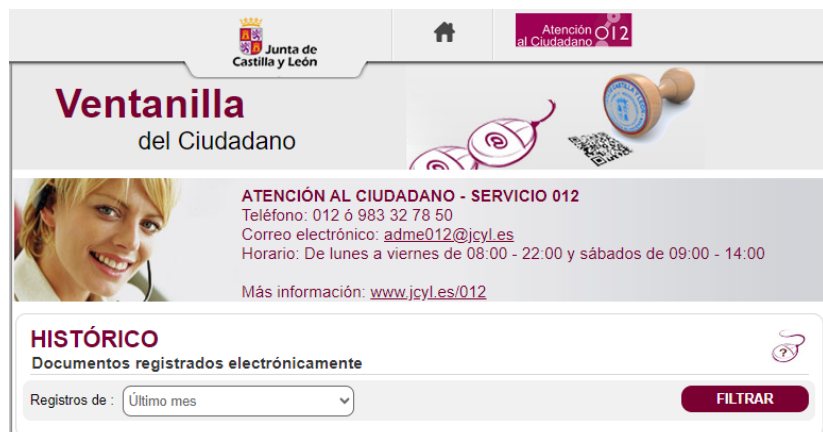 Junta de
Castilla y León
Atención 012
al Ciudadano
Ventanilla
del Ciudadano
ATENCIÓN AL CIUDADANO - SERVICIO 012
Teléfono: 012 ó 983 32 78 50
Correo electrónico: adme012@jcyl.es
Horario: De lunes a viernes de 08:00 - 22:00 y sábados de 09:00 - 14:00
Más información: www.jcyl.es/012
HISTÓRICO
Documentos registrados electrónicamente
Registros de : Último mes
FILTRAR